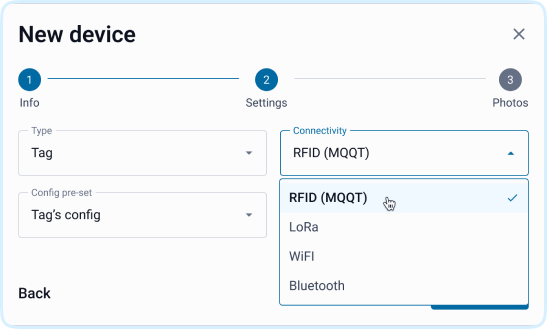 New device
1
2
3
Info
Settings
Photos
Type
Tag
Connectivity
RFID (MQQT)
Config pre-set
Tag's config
RFID (MQQT)
LoRa
WiFI
Bluetooth
Back